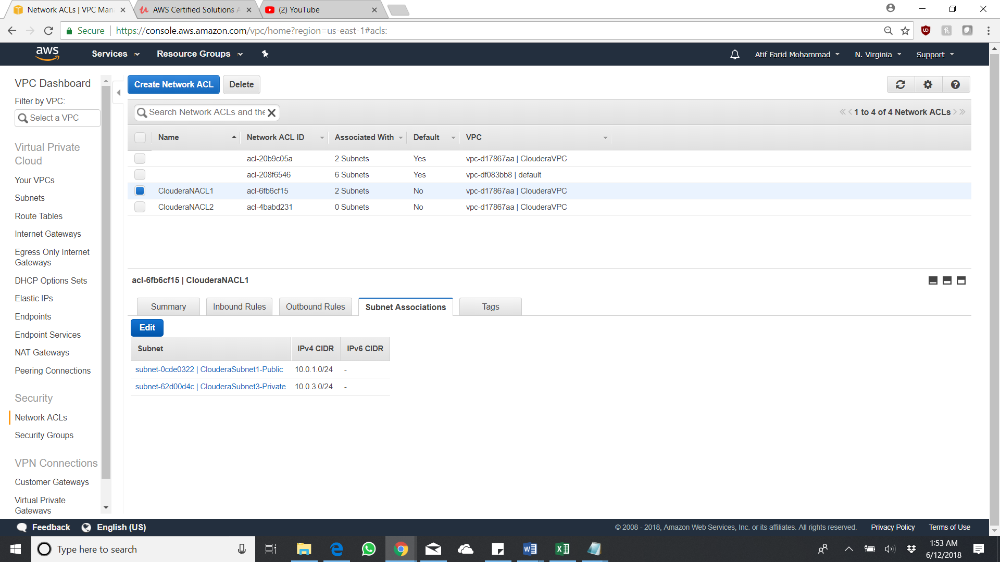 Network ACLs | VPC Man
AWS Certified Solutions A
(2) YouTube
Secure
https://console.aws.amazon.com/vpc/home?region=us-east-1#acls:
aws
Services
Resource Groups
Atif Farid Mohammad
N. Virginia
Support
VPC Dashboard
Filter by VPC:
Select a VPC
Virtual Private
Cloud
Your VPCs
Subnets
Route Tables
Internet Gateways
Egress Only Internet
Gateways
DHCP Options Sets
Elastic IPs
Endpoints
Endpoint Services
NAT Gateways
Peering Connections
Security
Network ACLs
Security Groups
VPN Connections
Customer Gateways
Virtual Private
Gateways
Create Network ACL
Delete
Search Network ACLs and the
1 to 4 of 4 Network ACLs
Name Network ACL ID Associated With Default VPC
acl-20b9c05a 2 Subnets Yes vpc-d17867aa | ClouderaVPC
acl-208f6546 6 Subnets Yes vpc-df083bb8 | default
ClouderaNACL1 acl-6fb6cf15 2 Subnets No vpc-d17867aa | ClouderaVPC
ClouderaNACL2 acl-4babd231 0 Subnets No vpc-d17867aa | ClouderaVPC
acl-6fb6cf15 | ClouderaNACL1
Summary
Inbound Rules
Outbound Rules
Subnet Associations
Tags
Edit
Subnet IPv4 CIDR IPv6 CIDR
subnet-0cde0322 | ClouderaSubnet1-Public 10.0.1.0/24 -
subnet-62d00d4c | ClouderaSubnet3-Private 10.0.3.0/24 -
Feedback
English (US)
© 2008 - 2018, Amazon Web Services, Inc. or its affiliates. All rights reserved.
Privacy Policy
Terms of Use
Type here to search
1:53 AM
6/12/2018